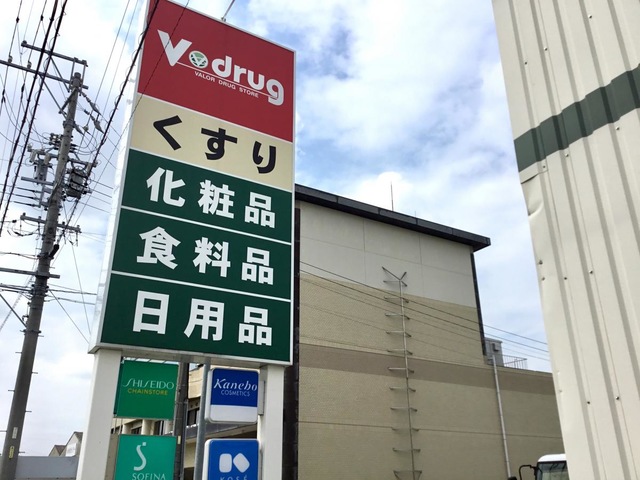 V drug
VALOR DRUG STORE
くすり
化粧品
食料品
日用品
SHISEIDO
CHAINSTORE
Kanebo
COSMETICS
SOFINA
KOSÉ